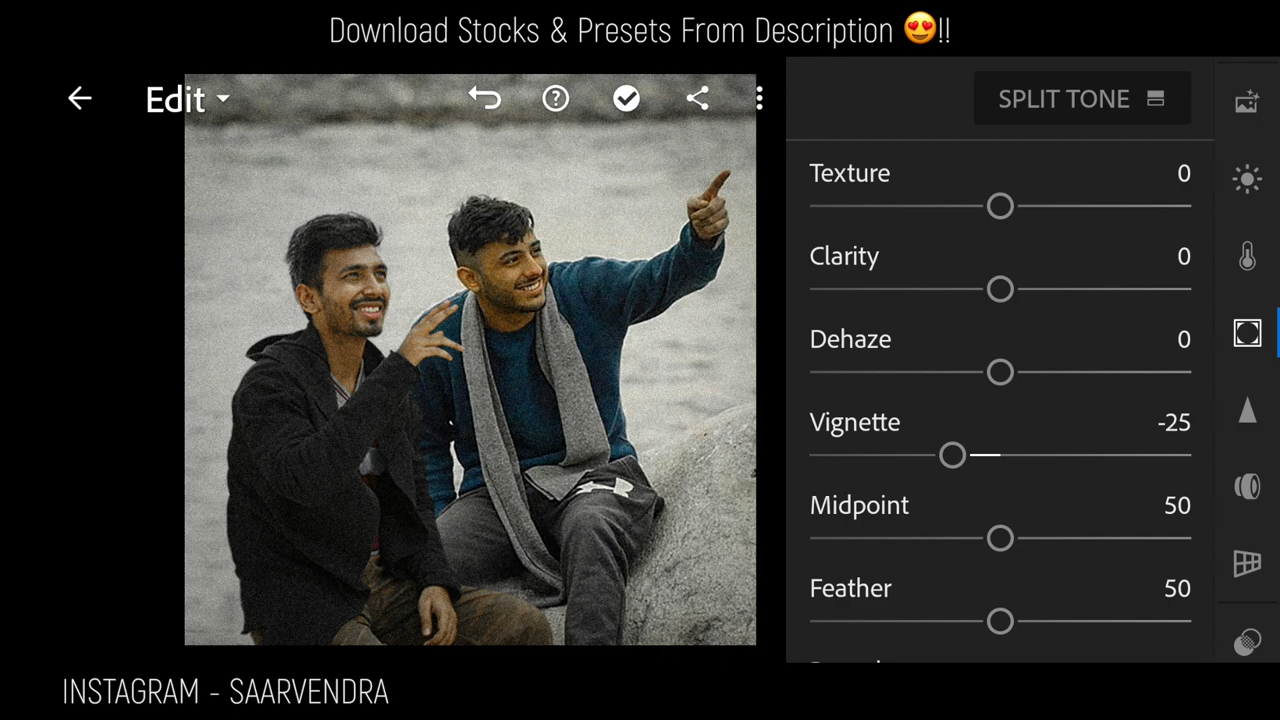 Download Stocks & Presets From Description 😍!!
Edit
SPLIT TONE
Texture 0
Clarity 0
Dehaze 0
Vignette -25
Midpoint 50
Feather 50
INSTAGRAM - SAARVENDRA